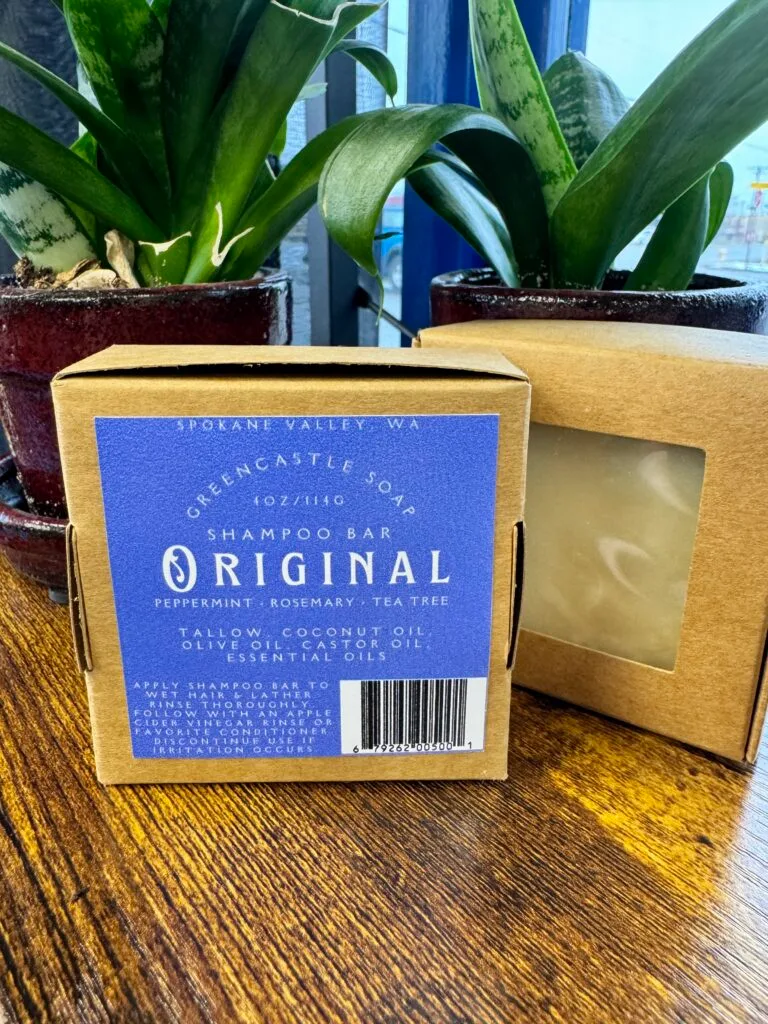 SPOKANE VALLEY, WA
GREENCASTLE SOAP
4OZ/114G
SHAMPOO BAR
ORIGINAL
PEPPERMINT · ROSEMARY · TEA TREE
TALLOW, COCONUT OIL,
OLIVE OIL, CASTOR OIL,
ESSENTIAL OILS
APPLY SHAMPOO BAR TO
WET HAIR & LATHER
RINSE THOROUGHLY
FOLLOW WITH AN APPLE
CIDER VINEGAR RINSE OR
FAVORITE CONDITIONER
DISCONTINUE USE IF
IRRITATION OCCURS
6 79262 00500 1